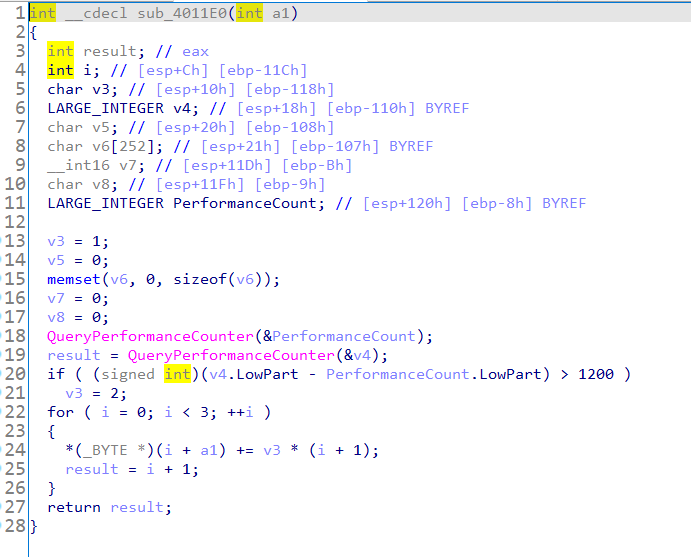 1 int __cdecl sub_4011E0(int a1)
2 {
3   int result; // eax
4   int i; // [esp+Ch] [ebp-11Ch]
5   char v3; // [esp+10h] [ebp-118h]
6   LARGE_INTEGER v4; // [esp+18h] [ebp-110h] BYREF
7   char v5; // [esp+20h] [ebp-108h]
8   char v6[252]; // [esp+21h] [ebp-107h] BYREF
9   __int16 v7; // [esp+11Dh] [ebp-Bh]
10   char v8; // [esp+11Fh] [ebp-9h]
11   LARGE_INTEGER PerformanceCount; // [esp+120h] [ebp-8h] BYREF
12
13   v3 = 1;
14   v5 = 0;
15   memset(v6, 0, sizeof(v6));
16   v7 = 0;
17   v8 = 0;
18   QueryPerformanceCounter(&PerformanceCount);
19   result = QueryPerformanceCounter(&v4);
20   if ( (signed int)(v4.LowPart - PerformanceCount.LowPart) > 1200 )
21     v3 = 2;
22   for ( i = 0; i < 3; ++i )
23   {
24     *(_BYTE *)(i + a1) += v3 * (i + 1);
25     result = i + 1;
26   }
27   return result;
28 }